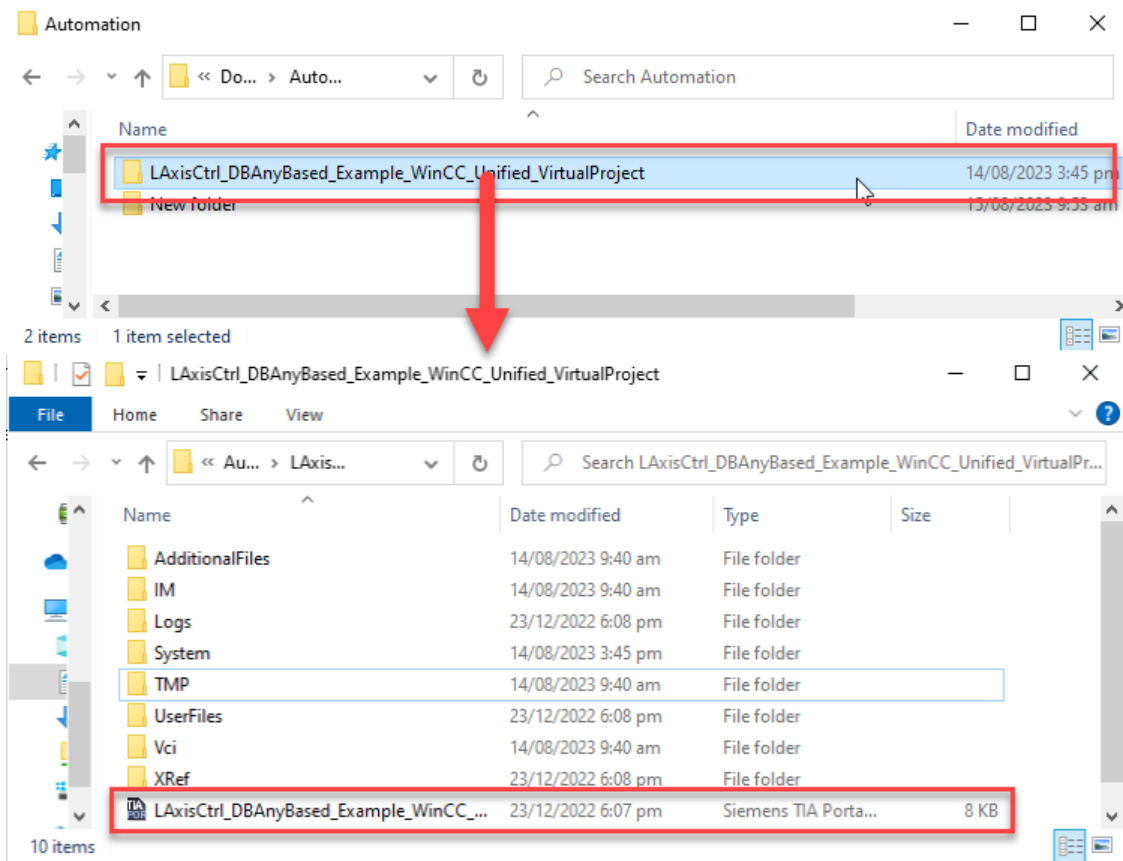 Automation
« Do... > Auto...
Search Automation
Name Date modified
LAxisCtrl_DBAnyBased_Example_WinCC_Unified_VirtualProject 14/08/2023 3:45 pm
New folder 15/08/2023 9:53 am
2 items 1 item selected
LAxisCtrl_DBAnyBased_Example_WinCC_Unified_VirtualProject
File Home Share View
« Au... > LAxis...
Search LAxisCtrl_DBAnyBased_Example_WinCC_Unified_VirtualPr...
Name Date modified Type Size
AdditionalFiles 14/08/2023 9:40 am File folder
IM 14/08/2023 9:40 am File folder
Logs 23/12/2022 6:08 pm File folder
System 14/08/2023 3:45 pm File folder
TMP 14/08/2023 9:40 am File folder
UserFiles 23/12/2022 6:08 pm File folder
Vci 14/08/2023 9:40 am File folder
XRef 23/12/2022 6:08 pm File folder
LAxisCtrl_DBAnyBased_Example_WinCC_... 23/12/2022 6:07 pm Siemens TIA Porta... 8 KB
10 items